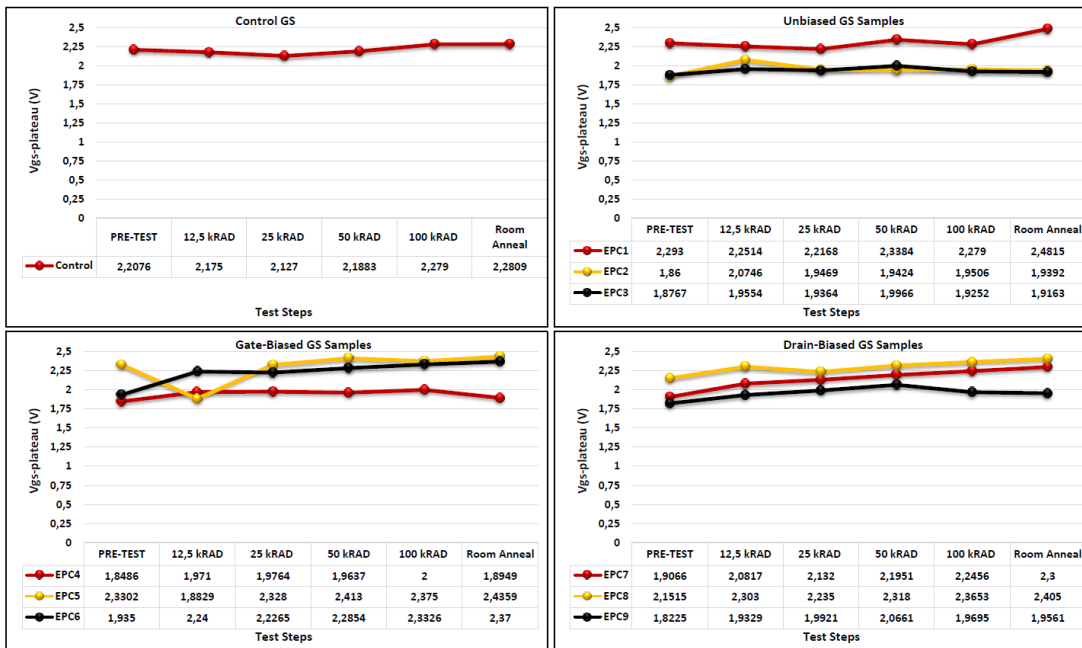 Control GS
Vgs-plateau (V)
2,5
2,25
2
1,75
1,5
1,25
1
0,75
0,5
0,25
0
PRE-TEST 12,5 kRAD 25 kRAD 50 kRAD 100 kRAD Room Anneal
Control 2,2076 2,175 2,127 2,1883 2,279 2,2809
Test Steps
Unbiased GS Samples
Vgs-plateau (V)
2,5
2,25
2
1,75
1,5
1,25
1
0,75
0,5
0,25
0
PRE-TEST 12,5 kRAD 25 kRAD 50 kRAD 100 kRAD Room Anneal
EPC1 2,293 2,2514 2,2168 2,3384 2,279 2,4815
EPC2 1,86 2,0746 1,9469 1,9424 1,9506 1,9392
EPC3 1,8767 1,9554 1,9364 1,9966 1,9252 1,9163
Test Steps
Gate-Biased GS Samples
Vgs-plateau (V)
2,5
2,25
2
1,75
1,5
1,25
1
0,75
0,5
0,25
0
PRE-TEST 12,5 kRAD 25 kRAD 50 kRAD 100 kRAD Room Anneal
EPC4 1,8486 1,971 1,9764 1,9637 2 1,8949
EPC5 2,3302 1,8829 2,328 2,413 2,375 2,4359
EPC6 1,935 2,24 2,2265 2,2854 2,3326 2,37
Test Steps
Drain-Biased GS Samples
Vgs-plateau (V)
2,5
2,25
2
1,75
1,5
1,25
1
0,75
0,5
0,25
0
PRE-TEST 12,5 kRAD 25 kRAD 50 kRAD 100 kRAD Room Anneal
EPC7 1,9066 2,0817 2,132 2,1951 2,2456 2,3
EPC8 2,1515 2,303 2,235 2,318 2,3653 2,405
EPC9 1,8225 1,9329 1,9921 2,0661 1,9695 1,9561
Test Steps